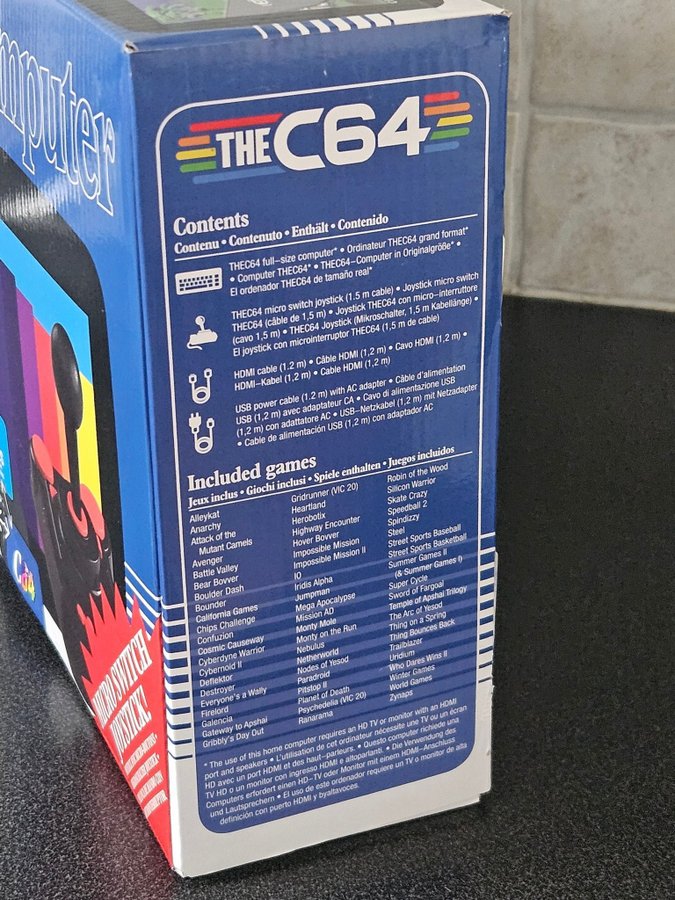 mputer
THEC64
Contents
Contenu • Contenuto • Enthält • Contenido
THEC64 full-size computer* • Ordinateur THEC64 grand format*
• Computer THEC64* • THEC64-Computer in Originalgröße* •
El ordenador THEC64 de tamaño real*
THEC64 micro switch joystick (1.5 m cable) • Joystick micro switch
THEC64 (câble de 1,5 m) • Joystick THEC64 con micro-interruttore
(cavo 1,5 m) • THEC64 Joystick (Mikroschalter, 1,5 m Kabellänge) •
El joystick con microinterruptor THEC64 (1,5 m de cable)
HDMI cable (1.2 m) • Câble HDMI (1,2 m) • Cavo HDMI (1,2 m) •
HDMI-Kabel (1,2 m) • Cable HDMI (1,2 m)
USB power cable (1.2 m) with AC adapter • Câble d'alimentation
USB (1,2 m) avec adaptateur CA • Cavo di alimentazione USB
(1,2 m) con adattatore AC • USB-Netzkabel (1,2 m) mit Netzadapter
• Cable de alimentación USB (1,2 m) con adaptador AC
Included games
Jeux inclus • Giochi inclusi • Spiele enthalten • Juegos incluidos
Alleykat
Anarchy
Attack of the
Mutant Camels
Avenger
Battle Valley
Bear Bovver
Boulder Dash
Bounder
California Games
Chips Challenge
Confuzion
Cosmic Causeway
Cyberdyne Warrior
Cybernoid II
Deflektor
Destroyer
Everyone's a Wally
Firelord
Galencia
Gateway to Apshai
Gribbly's Day Out
Gridrunner (VIC 20)
Heartland
Herobotix
Highway Encounter
Hover Bovver
Impossible Mission
Impossible Mission II
IO
Iridis Alpha
Jumpman
Mega Apocalypse
Mission AD
Monty Mole
Monty on the Run
Nebulus
Netherworld
Nodes of Yesod
Paradroid
Pitstop II
Planet of Death
Psychedelia (VIC 20)
Ranarama
Robin of the Wood
Silicon Warrior
Skate Crazy
Speedball 2
Spindizzy
Steel
Street Sports Baseball
Street Sports Basketball
Summer Games II
(& Summer Games I)
Super Cycle
Sword of Fargoal
Temple of Apshai Trilogy
The Arc of Yesod
Thing on a Spring
Thing Bounces Back
Trailblazer
Uridium
Who Dares Wins II
Winter Games
World Games
Zynaps
* The use of this home computer requires an HD TV or monitor with an HDMI
port and speakers • L'utilisation de cet ordinateur nécessite une TV ou un écran
HD avec un port HDMI et des haut-parleurs. • Questo computer richiede una
TV HD o un monitor con ingresso HDMI e altoparlanti. • Die Verwendung des
Computers erfordert einen HD-TV oder Monitor mit einem HDMI-Anschluss
und Lautsprechern • El uso de este ordenador requiere un TV o monitor de alta
definición con puerto HDMI y byaltavoces.
C64
MICRO SWITCH
JOYSTICK!